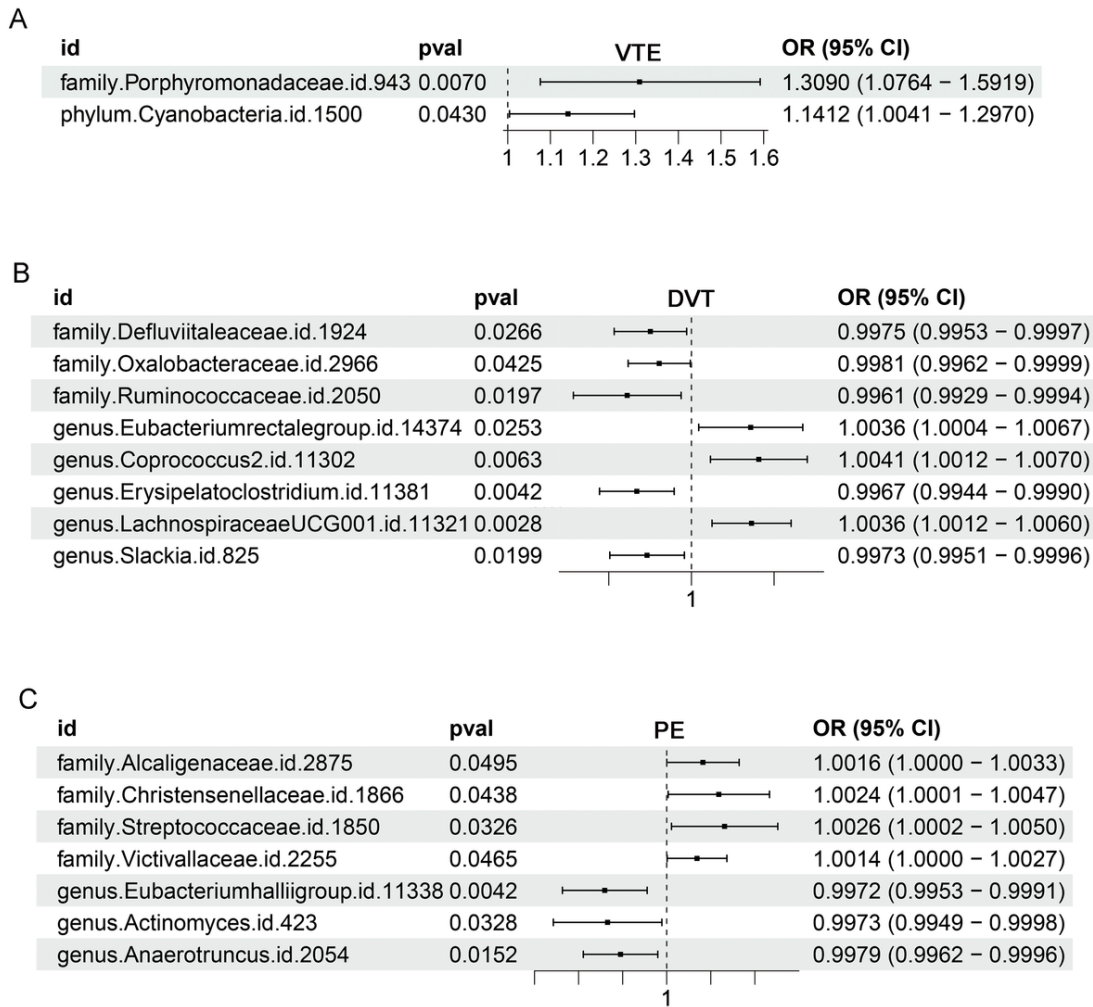 A
id pval VTE OR (95% CI)
family.Porphyromonadaceae.id.943 0.0070 1.3090 (1.0764 − 1.5919)
phylum.Cyanobacteria.id.1500 0.0430 1.1412 (1.0041 − 1.2970)
1 1.1 1.2 1.3 1.4 1.5 1.6
B
id pval DVT OR (95% CI)
family.Defluviitaleaceae.id.1924 0.0266 0.9975 (0.9953 − 0.9997)
family.Oxalobacteraceae.id.2966 0.0425 0.9981 (0.9962 − 0.9999)
family.Ruminococcaceae.id.2050 0.0197 0.9961 (0.9929 − 0.9994)
genus.Eubacteriumrectalegroup.id.14374 0.0253 1.0036 (1.0004 − 1.0067)
genus.Coprococcus2.id.11302 0.0063 1.0041 (1.0012 − 1.0070)
genus.Erysipelatoclostridium.id.11381 0.0042 0.9967 (0.9944 − 0.9990)
genus.LachnospiraceaeUCG001.id.11321 0.0028 1.0036 (1.0012 − 1.0060)
genus.Slackia.id.825 0.0199 0.9973 (0.9951 − 0.9996)
1
C
id pval PE OR (95% CI)
family.Alcaligenaceae.id.2875 0.0495 1.0016 (1.0000 − 1.0033)
family.Christensenellaceae.id.1866 0.0438 1.0024 (1.0001 − 1.0047)
family.Streptococcaceae.id.1850 0.0326 1.0026 (1.0002 − 1.0050)
family.Victivallaceae.id.2255 0.0465 1.0014 (1.0000 − 1.0027)
genus.Eubacteriumhalliigroup.id.11338 0.0042 0.9972 (0.9953 − 0.9991)
genus.Actinomyces.id.423 0.0328 0.9973 (0.9949 − 0.9998)
genus.Anaerotruncus.id.2054 0.0152 0.9979 (0.9962 − 0.9996)
1